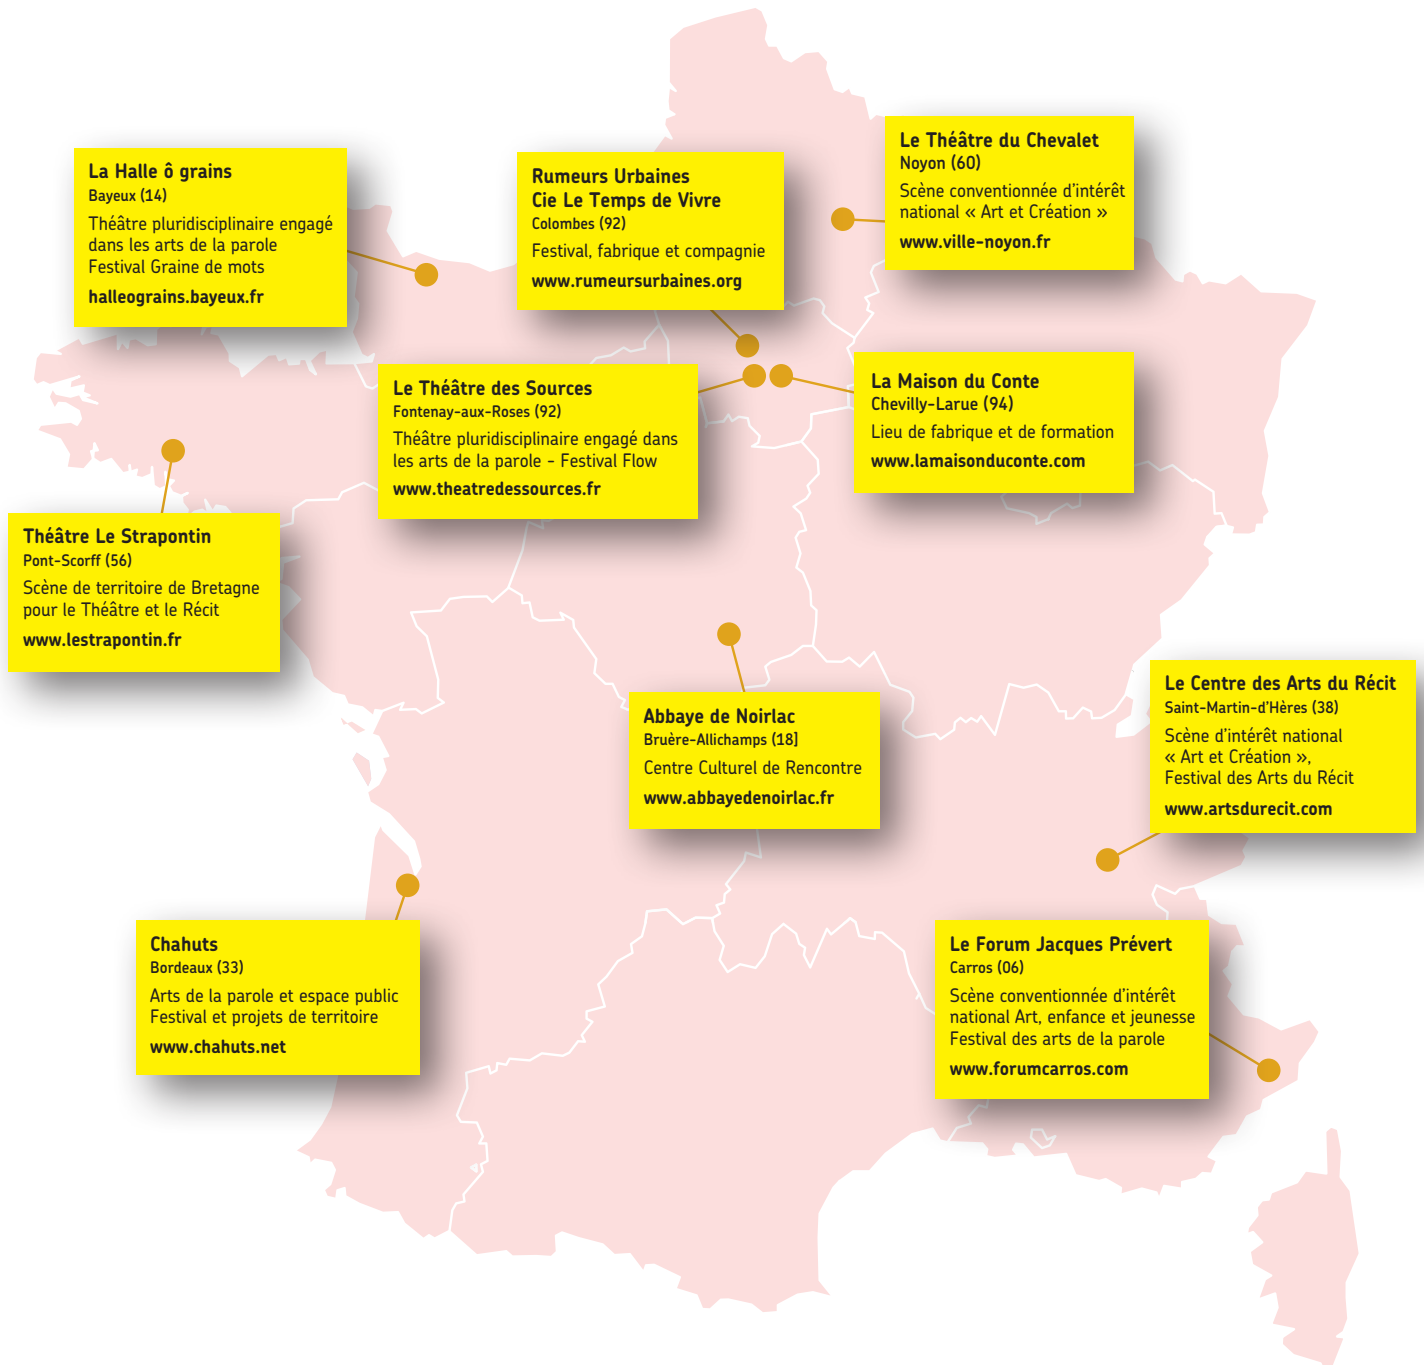 La Halle ô grains
Bayeux (14)
Théâtre pluridisciplinaire engagé
dans les arts de la parole
Festival Graine de mots
halleograins.bayeux.fr
Rumeurs Urbaines
Cie Le Temps de Vivre
Colombes (92)
Festival, fabrique et compagnie
www.rumeursurbaines.org
Le Théâtre du Chevalet
Noyon (60)
Scène conventionnée d'intérêt
national « Art et Création »
www.ville-noyon.fr
Le Théâtre des Sources
Fontenay-aux-Roses (92)
Théâtre pluridisciplinaire engagé dans
les arts de la parole - Festival Flow
www.theatredessources.fr
La Maison du Conte
Chevilly-Larue (94)
Lieu de fabrique et de formation
www.lamaisonduconte.com
Théâtre Le Strapontin
Pont-Scorff (56)
Scène de territoire de Bretagne
pour le Théâtre et le Récit
www.lestrapontin.fr
Abbaye de Noirlac
Bruère-Allichamps (18]
Centre Culturel de Rencontre
www.abbayedenoirlac.fr
Le Centre des Arts du Récit
Saint-Martin-d'Hères (38)
Scène d'intérêt national
« Art et Création »,
Festival des Arts du Récit
www.artsdurecit.com
Chahuts
Bordeaux (33)
Arts de la parole et espace public
Festival et projets de territoire
www.chahuts.net
Le Forum Jacques Prévert
Carros (06)
Scène conventionnée d'intérêt
national Art, enfance et jeunesse
Festival des arts de la parole
www.forumcarros.com